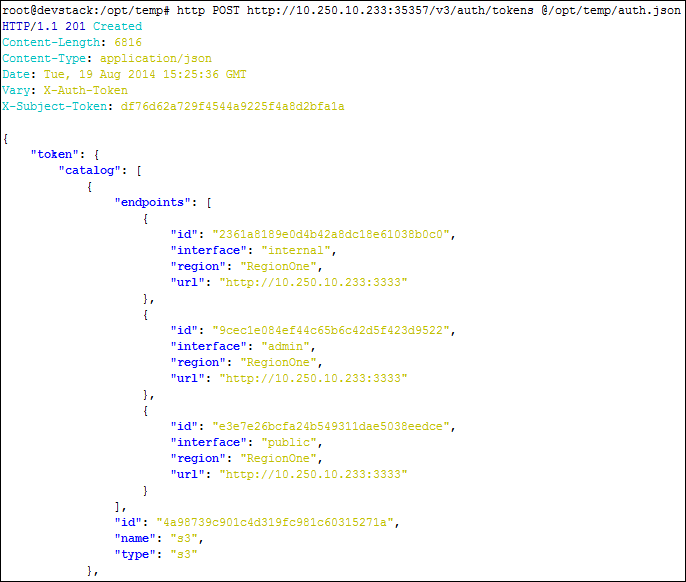 root@devstack:/opt/temp# http POST http://10.250.10.233:35357/v3/auth/tokens @/opt/temp/auth.json
HTTP/1.1 201 Created
Content-Length: 6816
Content-Type: application/json
Date: Tue, 19 Aug 2014 15:25:36 GMT
Vary: X-Auth-Token
X-Subject-Token: df76d62a729f4544a9225f4a8d2bfa1a
{
    "token": {
        "catalog": [
            {
                "endpoints": [
                    {
                        "id": "2361a8189e0d4b42a8dc18e61038b0c0",
                        "interface": "internal",
                        "region": "RegionOne",
                        "url": "http://10.250.10.233:3333"
                    },
                    {
                        "id": "9cec1e084ef44c65b6c42d5f423d9522",
                        "interface": "admin",
                        "region": "RegionOne",
                        "url": "http://10.250.10.233:3333"
                    },
                    {
                        "id": "e3e7e26bcfa24b549311dae5038eedce",
                        "interface": "public",
                        "region": "RegionOne",
                        "url": "http://10.250.10.233:3333"
                    }
                ],
                "id": "4a98739c901c4d319fc981c60315271a",
                "name": "s3",
                "type": "s3"
            },